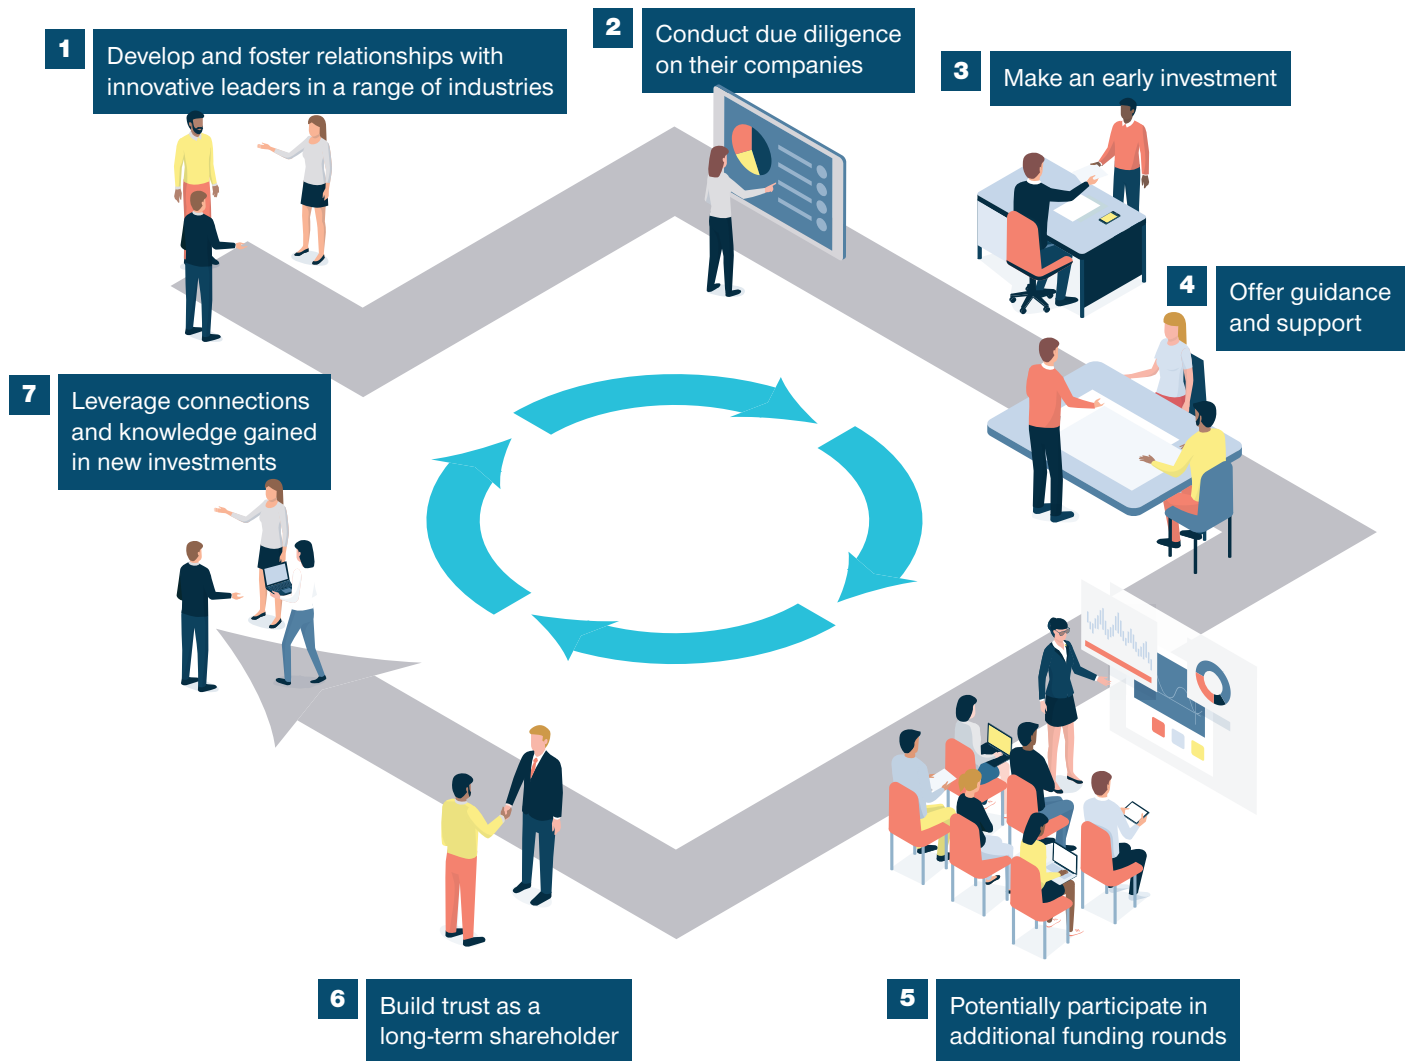 1
Develop and foster relationships with
innovative leaders in a range of industries
2
Conduct due diligence
on their companies
3
Make an early investment
4
Offer guidance
and support
5
Potentially participate in
additional funding rounds
6
Build trust as a
long-term shareholder
7
Leverage connections
and knowledge gained
in new investments